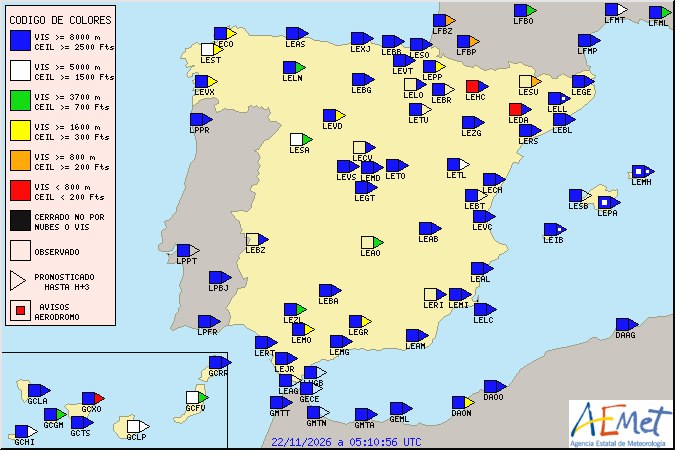 CODIGO DE COLORES
VIS >= 8000 m
CEIL >= 2500 Fts
VIS >= 5000 m
CEIL >= 1500 Fts
VIS >= 3700 m
CEIL >= 700 Fts
VIS >= 1600 m
CEIL >= 300 Fts
VIS >= 800 m
CEIL >= 200 Fts
VIS < 800 m
CEIL < 200 Fts
CERRADO NO POR
NUBES O VIS
OBSERVADO
PRONOSTICADO
HASTA H+3
AVISOS
AERODROMO
LFBO
LFMT
LFML
LFBZ
LECO
LEAS
LEXJ
LEBB
LESO
LFBP
LFMP
LEST
LEVT
LEPP
LELN
LEBG
LELO
LEBR
LEHC
LESU
LEGE
LEVX
LELL
LPPR
LEVD
LETU
LEZG
LEDA
LERS
LEBL
LESA
LECV
LEVS
LEMD
LETO
LETL
LEGT
LECH
LEMH
LEBT
LESB
LEPA
LEVC
LEAB
LEIB
LEBZ
LEAO
LPPT
LEAL
LPBJ
LEBA
LERI
LEMI
LELC
LEZL
LPFR
LEMO
LEGR
LEMG
LEAM
DAAG
LERT
LEJR
GCRR
LEAG
LXGB
GECE
DAOO
GCLA
GCXO
GCFV
GMTT
GMTN
GMTA
GEML
DAON
GCGM
GCTS
GCHI
GCLP
22/11/2026 a 05:10:56 UTC
AEMet
Agencia Estatal de Meteorología